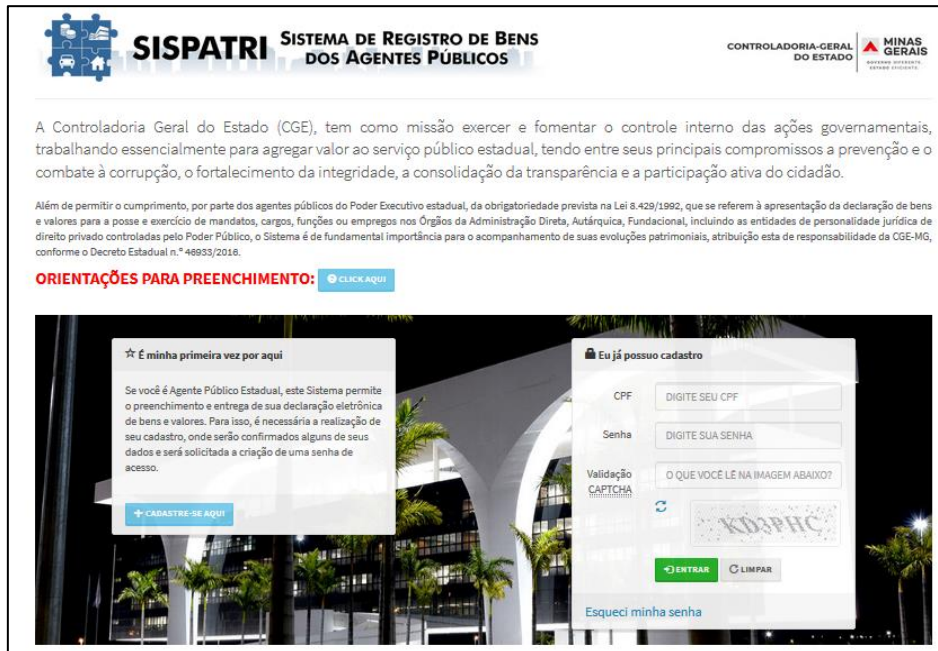 SISPATRI SISTEMA DE REGISTRO DE BENS
DOS AGENTES PÚBLICOS
CONTROLADORIA-GERAL
DO ESTADO
MINAS
GERAIS
GOVERNO DIFERENTE.
ESTADO EFICIENTE.
A Controladoria Geral do Estado (CGE), tem como missão exercer e fomentar o controle interno das ações governamentais,
trabalhando essencialmente para agregar valor ao serviço público estadual, tendo entre seus principais compromissos a prevenção e o
combate à corrupção, o fortalecimento da integridade, a consolidação da transparência e a participação ativa do cidadão.
Além de permitir o cumprimento, por parte dos agentes públicos do Poder Executivo estadual, da obrigatoriedade prevista na Lei 8.429/1992, que se referem à apresentação da declaração de bens
e valores para a posse e exercício de mandatos, cargos, funções ou empregos nos Órgãos da Administração Direta, Autárquica, Fundacional, incluindo as entidades de personalidade jurídica de
direito privado controladas pelo Poder Público, o Sistema é de fundamental importância para o acompanhamento de suas evoluções patrimoniais, atribuição esta de responsabilidade da CGE-MG,
conforme o Decreto Estadual n.° 46933/2016.
ORIENTAÇÕES PARA PREENCHIMENTO: CLICK AQUI
É minha primeira vez por aqui
Se você é Agente Público Estadual, este Sistema permite
o preenchimento e entrega de sua declaração eletrônica
de bens e valores. Para isso, é necessária a realização de
seu cadastro, onde serão confirmados alguns de seus
dados e será solicitada a criação de uma senha de
acesso.
+ CADASTRE-SE AQUI
Eu já possuo cadastro
CPF DIGITE SEU CPF
Senha DIGITE SUA SENHA
Validação O QUE VOCÊ LÊ NA IMAGEM ABAIXO?
CAPTCHA
KD3PHC
ENTRAR LIMPAR
Esqueci minha senha